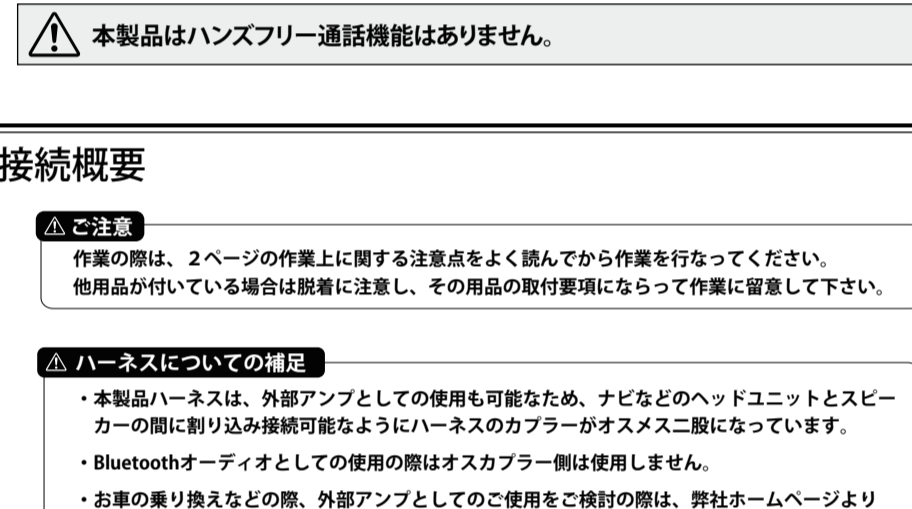 本製品はハンズフリー通話機能はありません。
接続概要
ご注意
作業の際は、２ページの作業上に関する注意点をよく読んでから作業を行なってください。
他用品が付いている場合は脱着に注意し、その用品の取付要項にならって作業に留意して下さい。
ハーネスについての補足
・本製品ハーネスは、外部アンプとしての使用も可能なため、ナビなどのヘッドユニットとスピー
カーの間に割り込み接続可能なようにハーネスのカプラーがオスメス二股になっています。
・Bluetoothオーディオとしての使用の際はオスカプラー側は使用しません。
・お車の乗り換えなどの際、外部アンプとしてのご使用をご検討の際は、弊社ホームページより